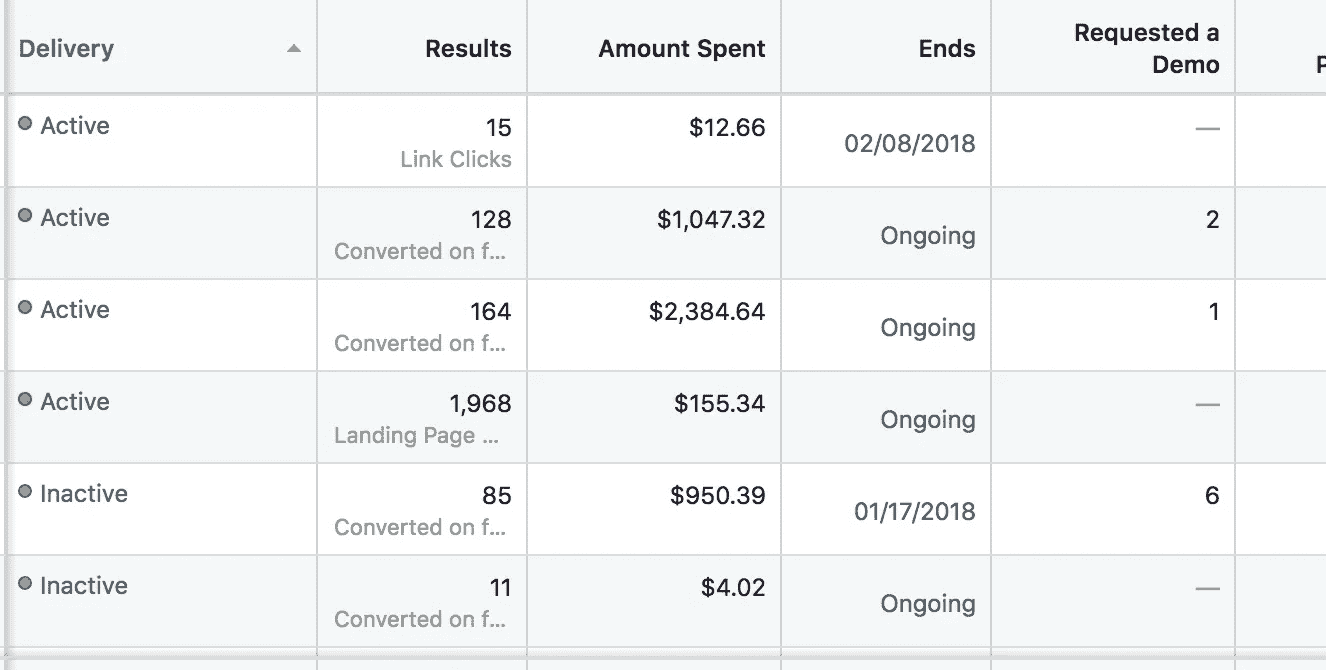 Delivery Results Amount Spent Ends Requested a Demo P
Active 15 $12.66 02/08/2018 —
Link Clicks
Active 128 $1,047.32 Ongoing 2
Converted on f...
Active 164 $2,384.64 Ongoing 1
Converted on f...
Active 1,968 $155.34 Ongoing —
Landing Page ...
Inactive 85 $950.39 01/17/2018 6
Converted on f...
Inactive 11 $4.02 Ongoing —
Converted on f...